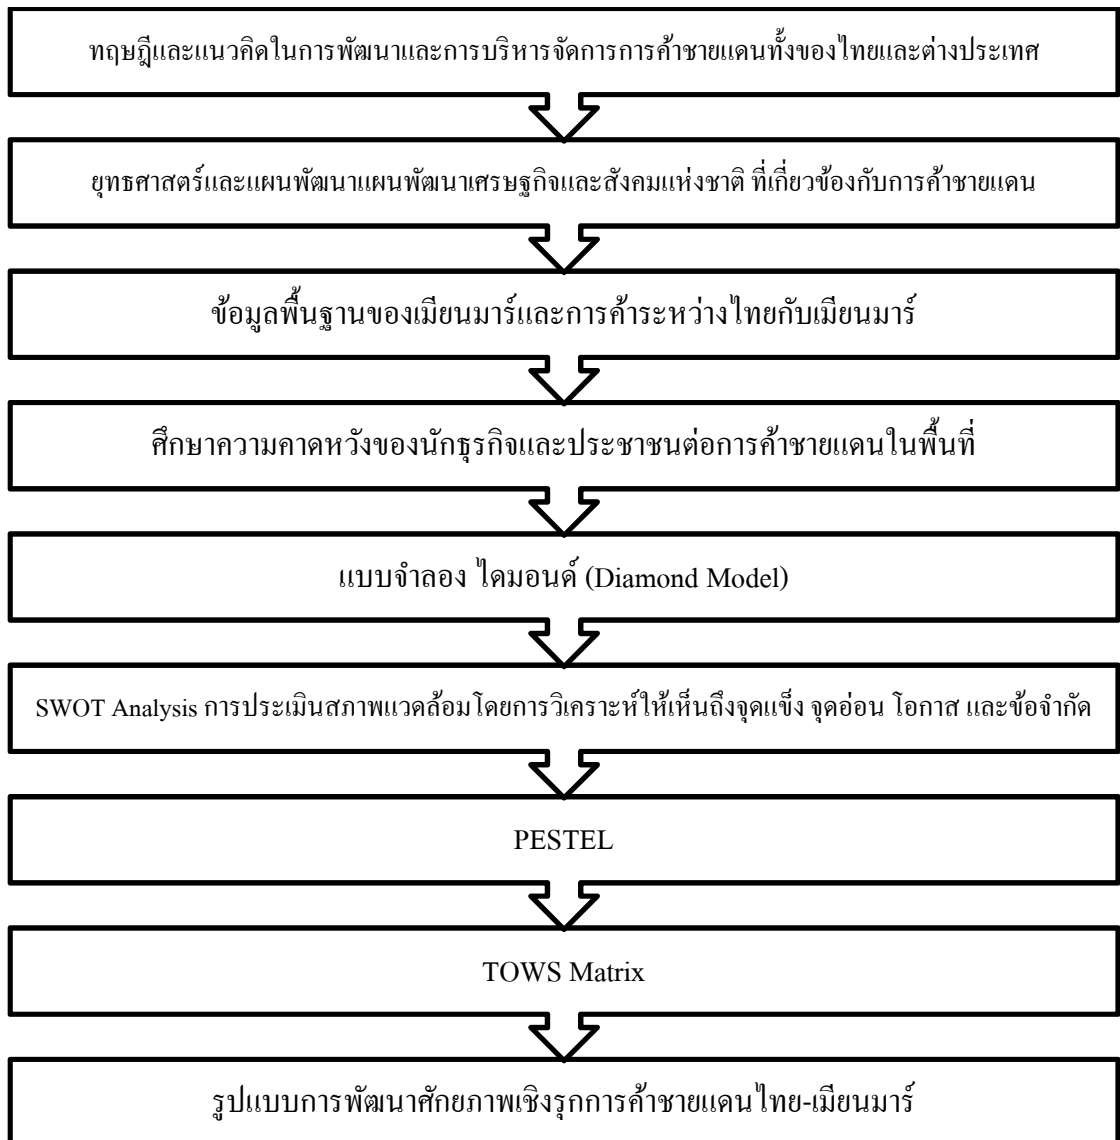 ทฤษฎีและแนวคิดในการพัฒนาและการบริหารจัดการการค้าชายแดนทั้งของไทยและต่างประเทศ
ยุทธศาสตร์และแผนพัฒนาแผนพัฒนาเศรษฐกิจและสังคมแห่งชาติ ที่เกี่ยวข้องกับการค้าชายแดน
ข้อมูลพื้นฐานของเมียนมาร์และการค้าระหว่างไทยกับเมียนมาร์
ศึกษาความคาดหวังของนักธุรกิจและประชาชนต่อการค้าชายแดนในพื้นที่
แบบจำลอง ไดมอนด์ (Diamond Model)
SWOT Analysis การประเมินสภาพแวดล้อมโดยการวิเคราะห์ให้เห็นถึงจุดแข็ง จุดอ่อน โอกาส และข้อจำกัด
PESTEL
TOWS Matrix
รูปแบบการพัฒนาศักยภาพเชิงรุกการค้าชายแดนไทย-เมียนมาร์